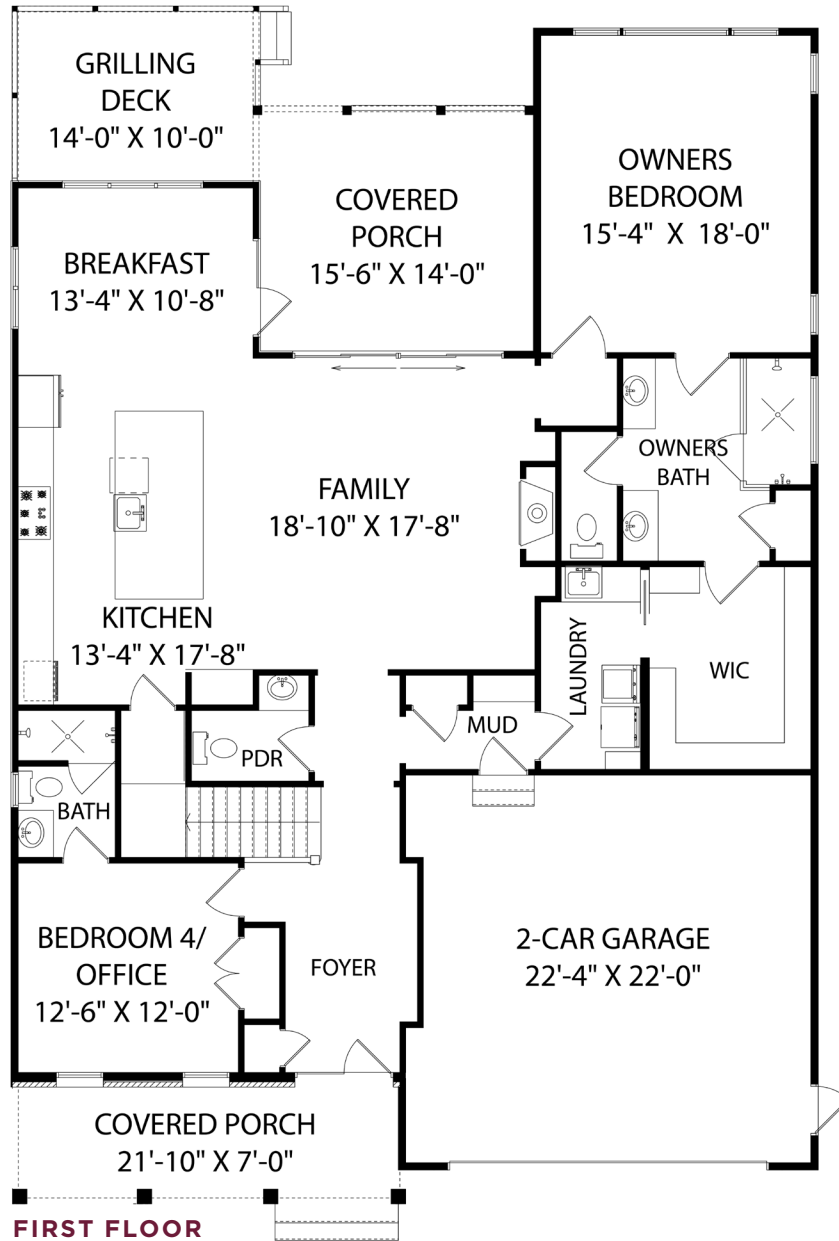 GRILLING
DECK
14'-0" X 10'-0"
COVERED
PORCH
15'-6" X 14'-0"
OWNERS
BEDROOM
15'-4" X 18'-0"
BREAKFAST
13'-4" X 10'-8"
OWNERS
BATH
FAMILY
18'-10" X 17'-8"
KITCHEN
13'-4" X 17'-8"
LAUNDRY
WIC
MUD
PDR
BATH
BEDROOM 4/
OFFICE
12'-6" X 12'-0"
FOYER
2-CAR GARAGE
22'-4" X 22'-0"
COVERED PORCH
21'-10" X 7'-0"
FIRST FLOOR